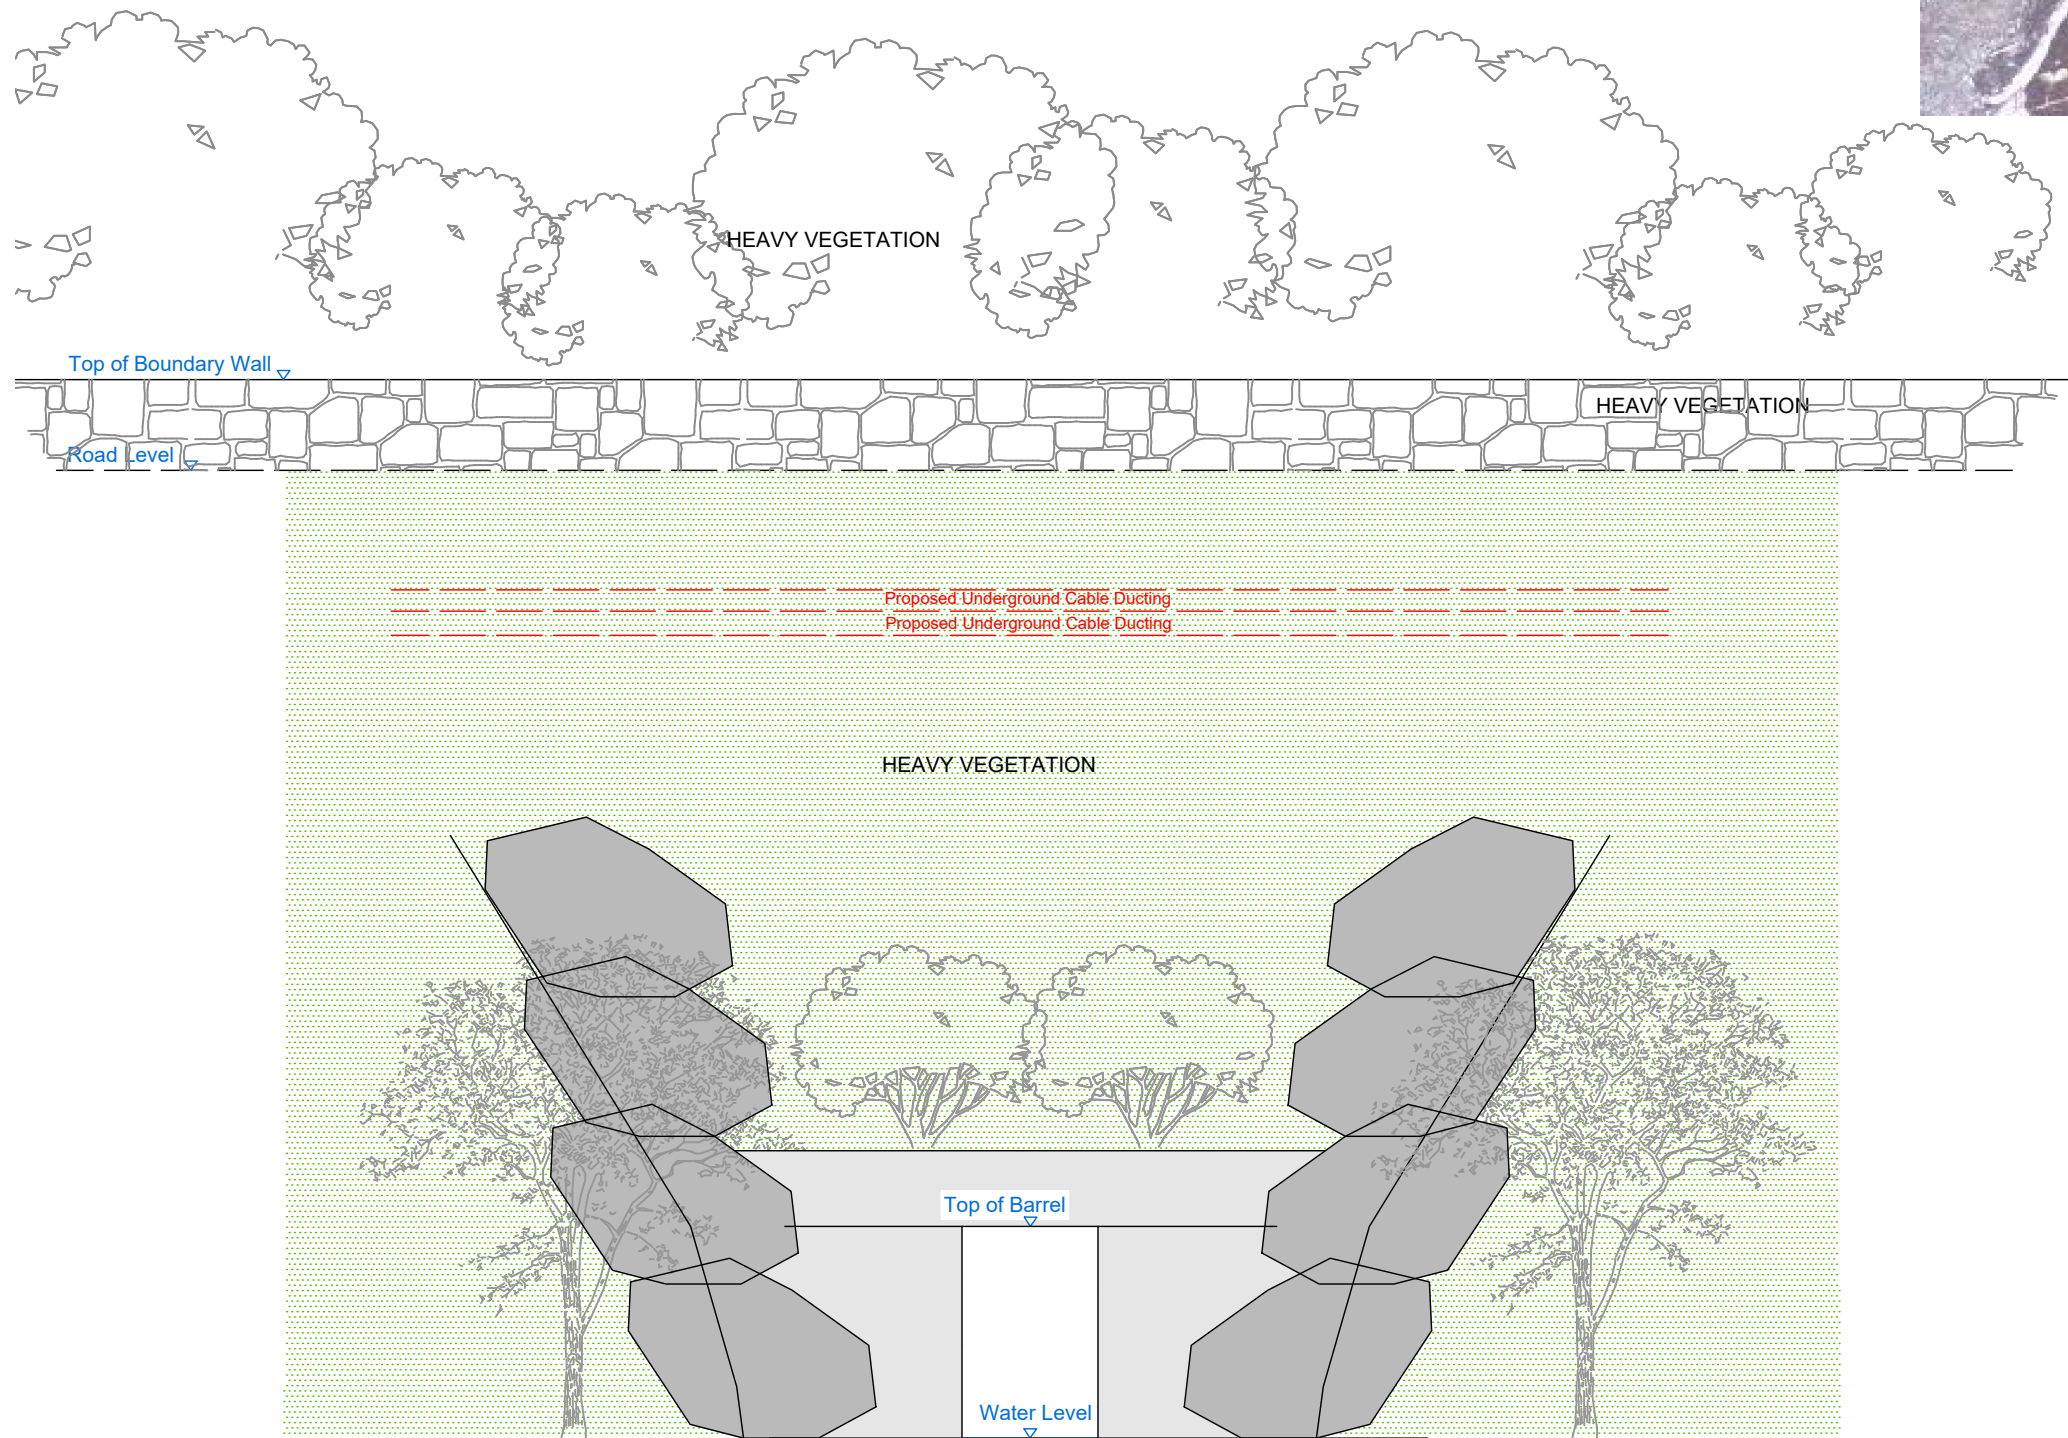 HEAVY VEGETATION
Top of Boundary Wall
HEAVY VEGETATION
Road Level
Proposed Underground Cable Ducting
Proposed Underground Cable Ducting
HEAVY VEGETATION
Top of Barrel
Water Level